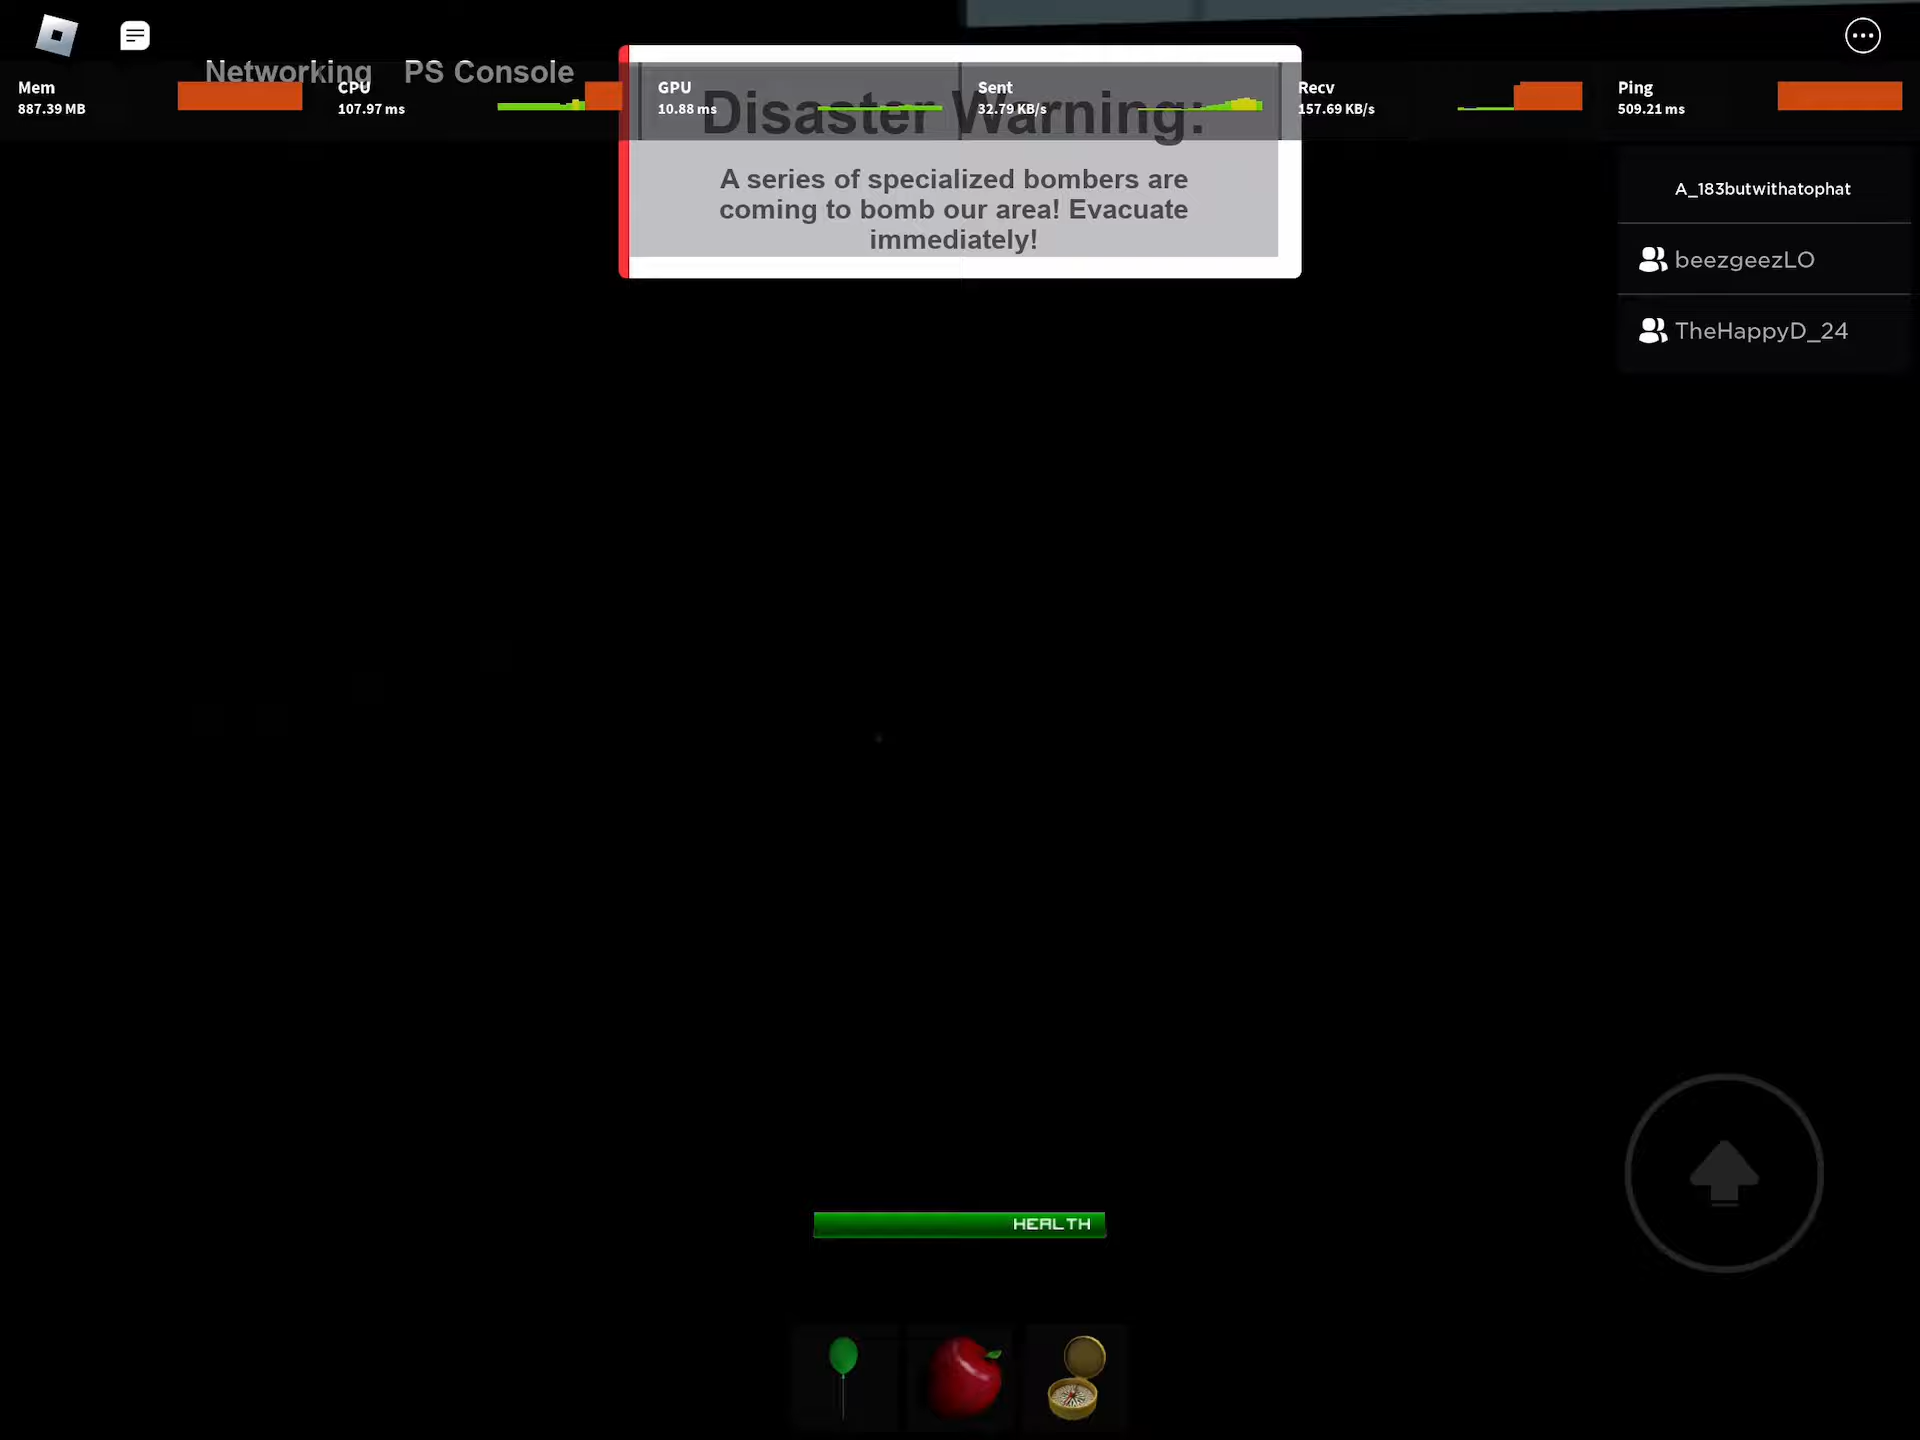 Networking PS Console
Mem
887.39 MB
CPU
107.97 ms
GPU
10.88 ms
Sent
32.79 KB/s
Recv
157.69 KB/s
Ping
509.21 ms
Disaster Warning:
A series of specialized bombers are
coming to bomb our area! Evacuate
immediately!
A_183butwithatophat
beezgeezLO
TheHappyD_24
HEALTH